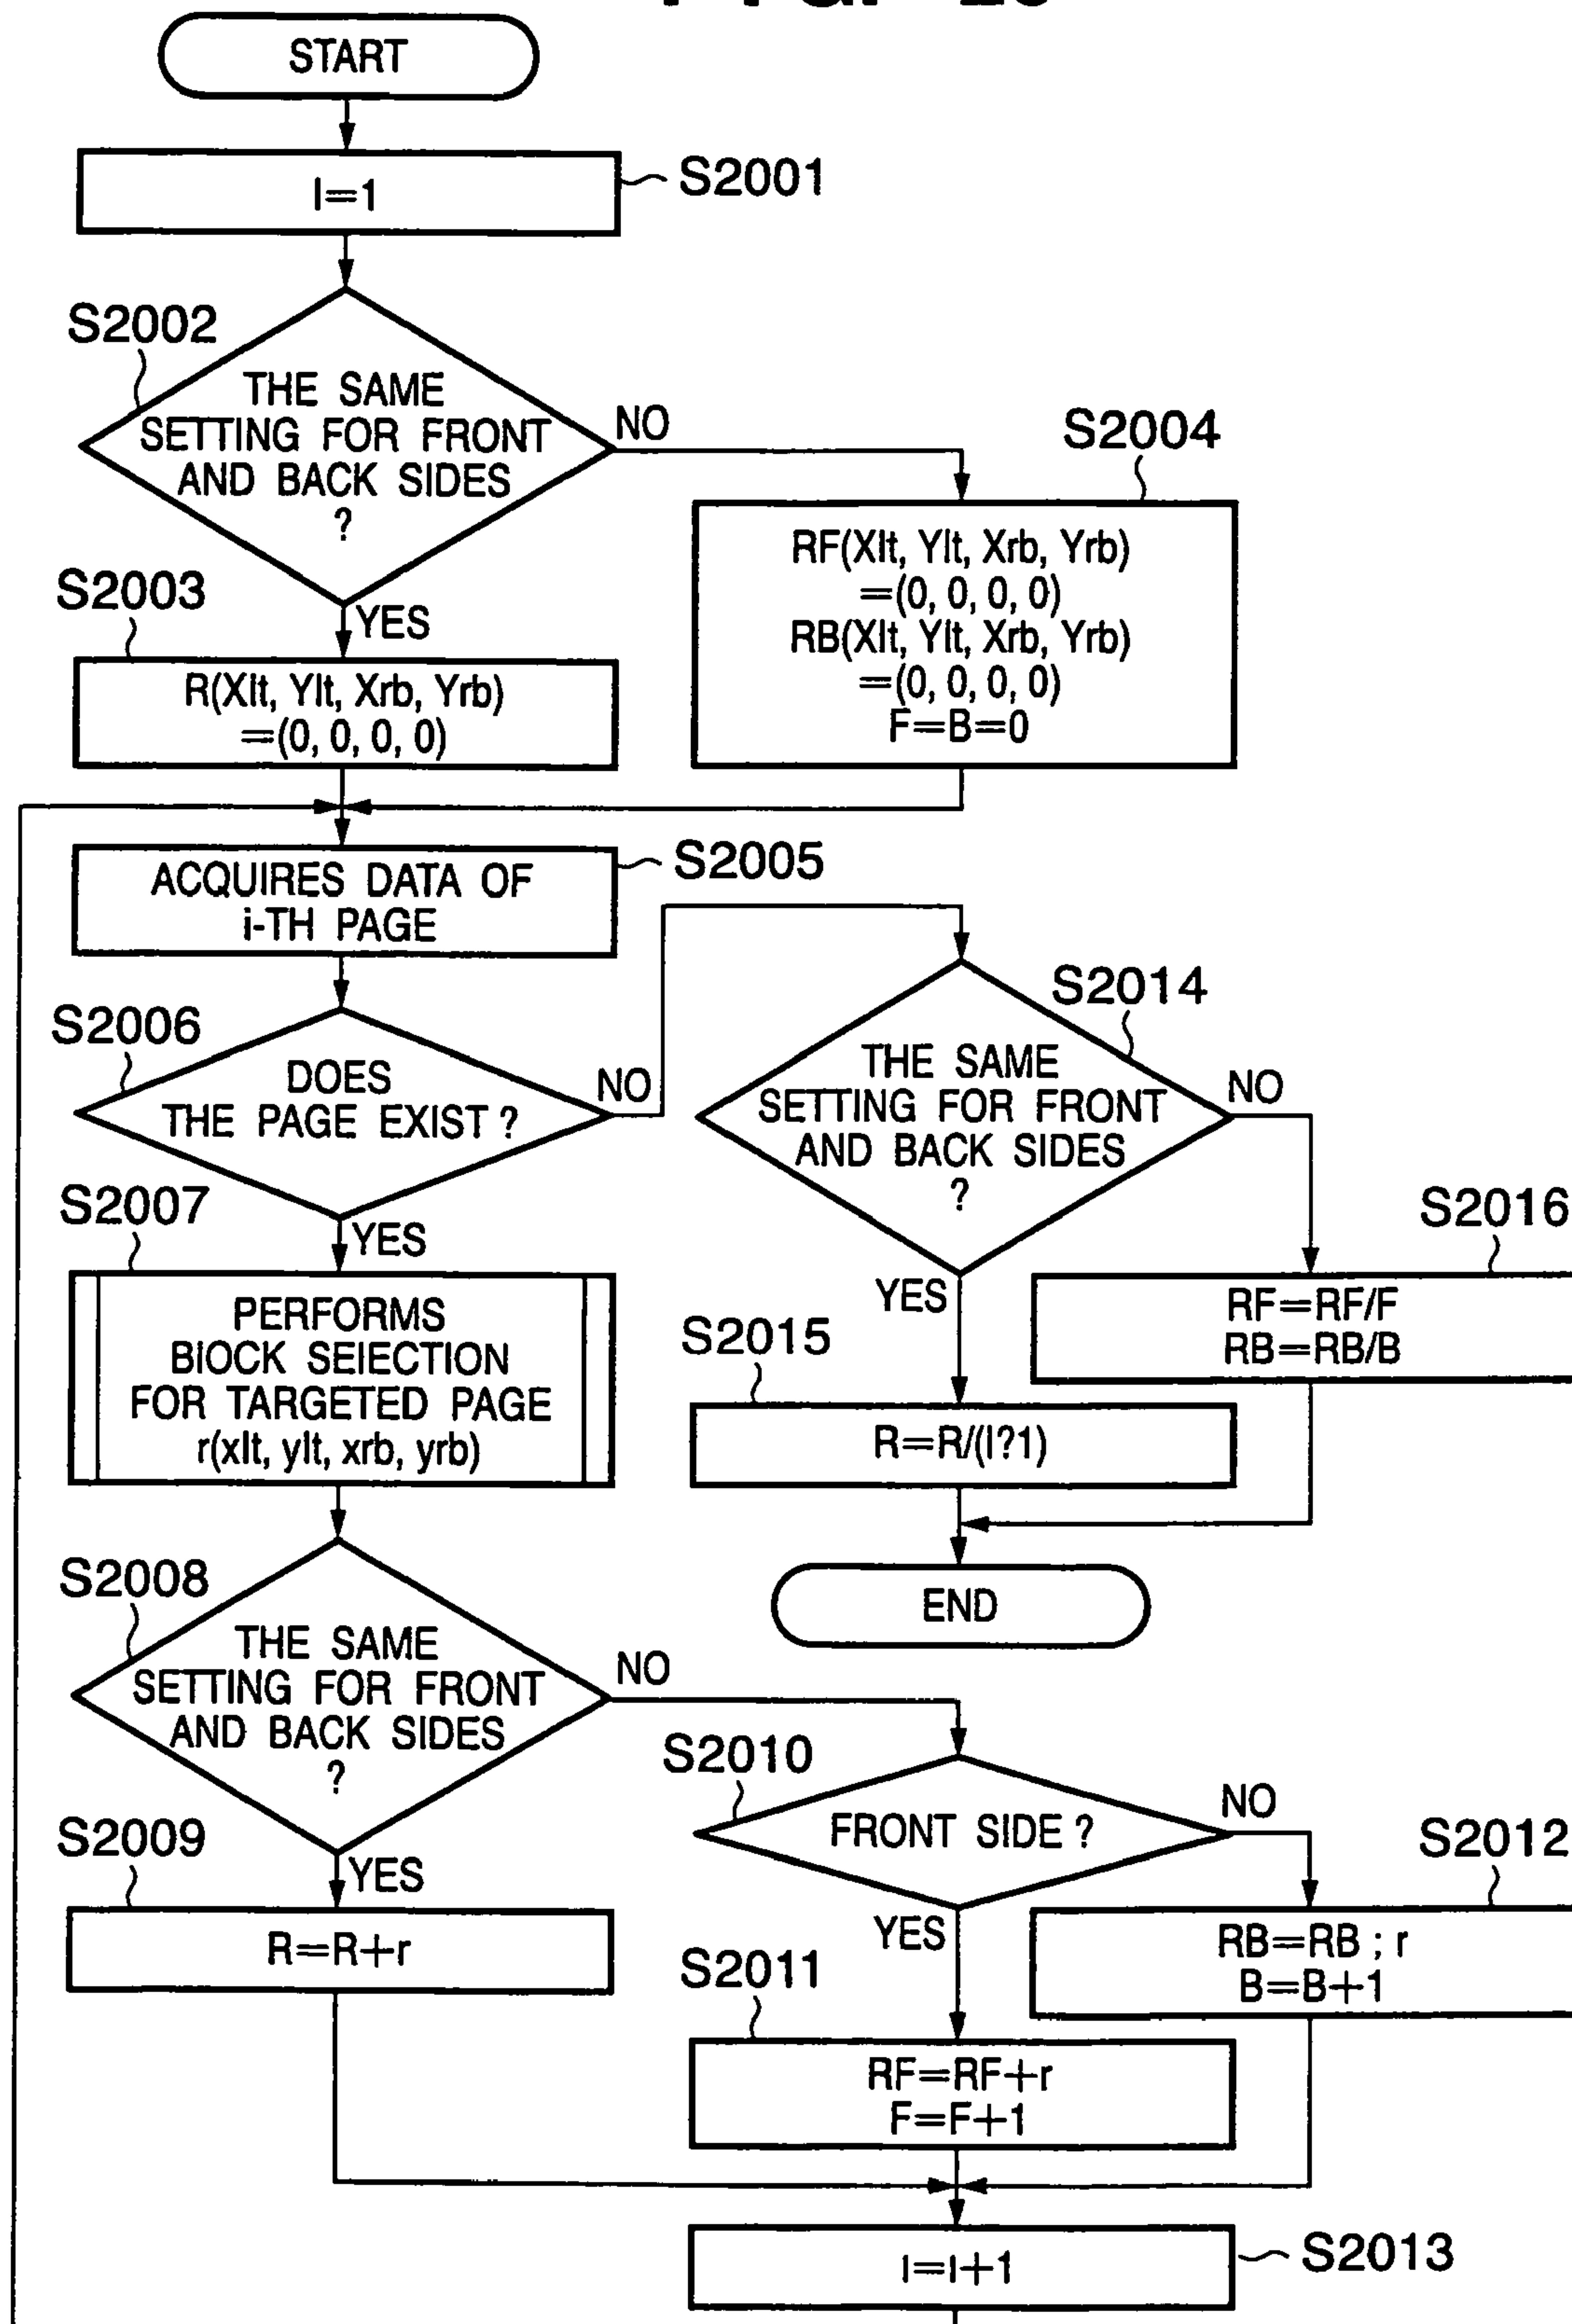 START
I=1
S2001
S2002
THE SAME
SETTING FOR FRONT
AND BACK SIDES
?
NO
YES
S2004
RF(Xlt, Ylt, Xrb, Yrb)
=(0, 0, 0, 0)
RB(Xlt, Ylt, Xrb, Yrb)
=(0, 0, 0, 0)
F=B=0
S2003
R(Xlt, Ylt, Xrb, Yrb)
=(0, 0, 0, 0)
ACQUIRES DATA OF
i-TH PAGE
S2005
S2006
DOES
THE PAGE EXIST ?
NO
YES
S2014
THE SAME
SETTING FOR FRONT
AND BACK SIDES
?
NO
YES
S2016
RF=RF/F
RB=RB/B
S2015
R=R/(I?1)
END
S2007
PERFORMS
BIOCK SEIECTION
FOR TARGETED PAGE
r(xlt, ylt, xrb, yrb)
S2008
THE SAME
SETTING FOR FRONT
AND BACK SIDES
?
NO
YES
S2009
R=R+r
S2010
FRONT SIDE ?
NO
YES
S2012
RB=RB ; r
B=B+1
S2011
RF=RF+r
F=F+1
I=I+1
S2013